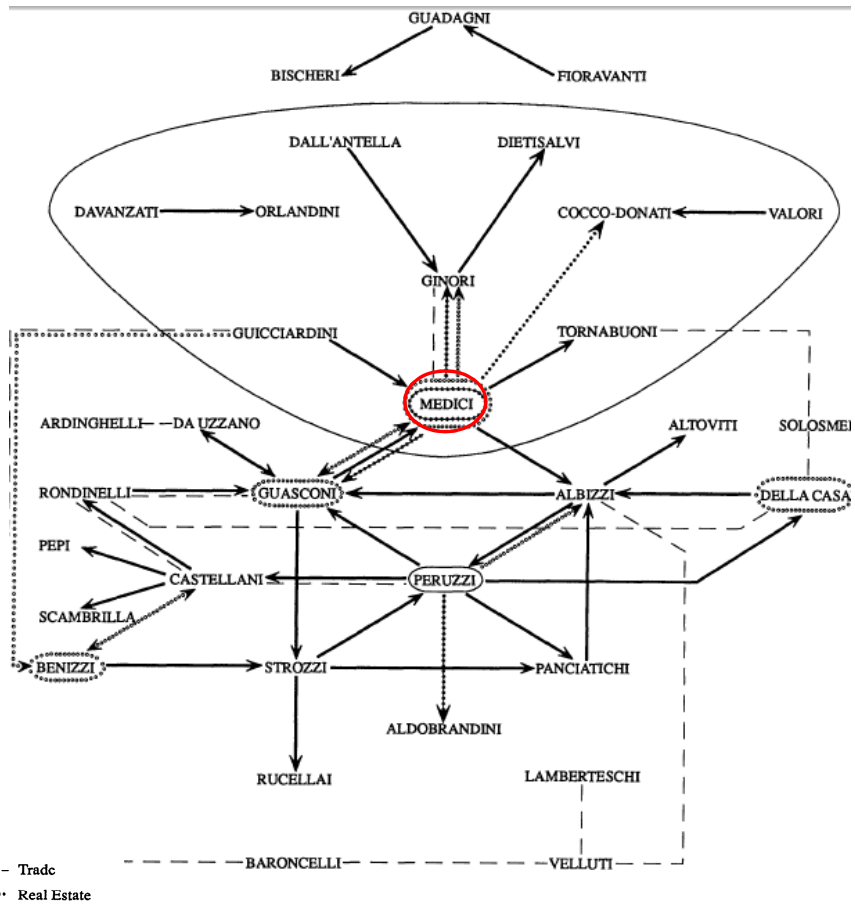 GUADAGNI
BISCHERI
FIORAVANTI
DALL'ANTELLA
DIETISALVI
DAVANZATI
ORLANDINI
COCCO-DONATI
VALORI
GINORI
GUICCIARDINI
TORNABUONI
MEDICI
ARDINGHELLI
DA UZZANO
ALTOVITI
SOLOSMEI
RONDINELLI
GUASCONI
ALBIZZI
DELLA CASA
PEPI
CASTELLANI
PERUZZI
SCAMBRILLA
BENIZZI
STROZZI
PANCIATICHI
ALDOBRANDINI
RUCELLAI
LAMBERTESCHI
BARONCELLI
VELLUTI
Trade
Real Estate